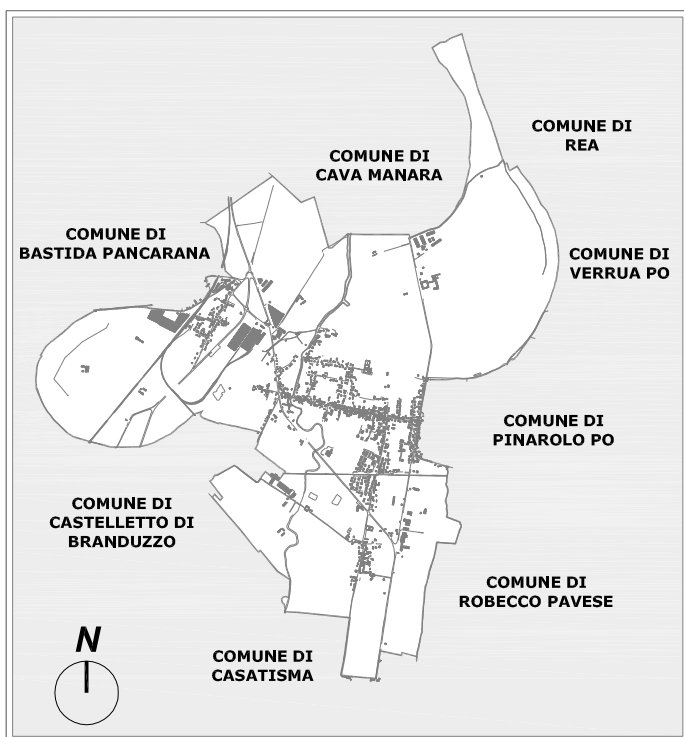 COMUNE DI
REA
COMUNE DI
CAVA MANARA
COMUNE DI
BASTIDA PANCARANA
COMUNE DI
VERRUA PO
COMUNE DI
PINAROLO PO
COMUNE DI
CASTELLETTO DI
BRANDUZZO
COMUNE DI
ROBECCO PAVESE
COMUNE DI
CASATISMA
N